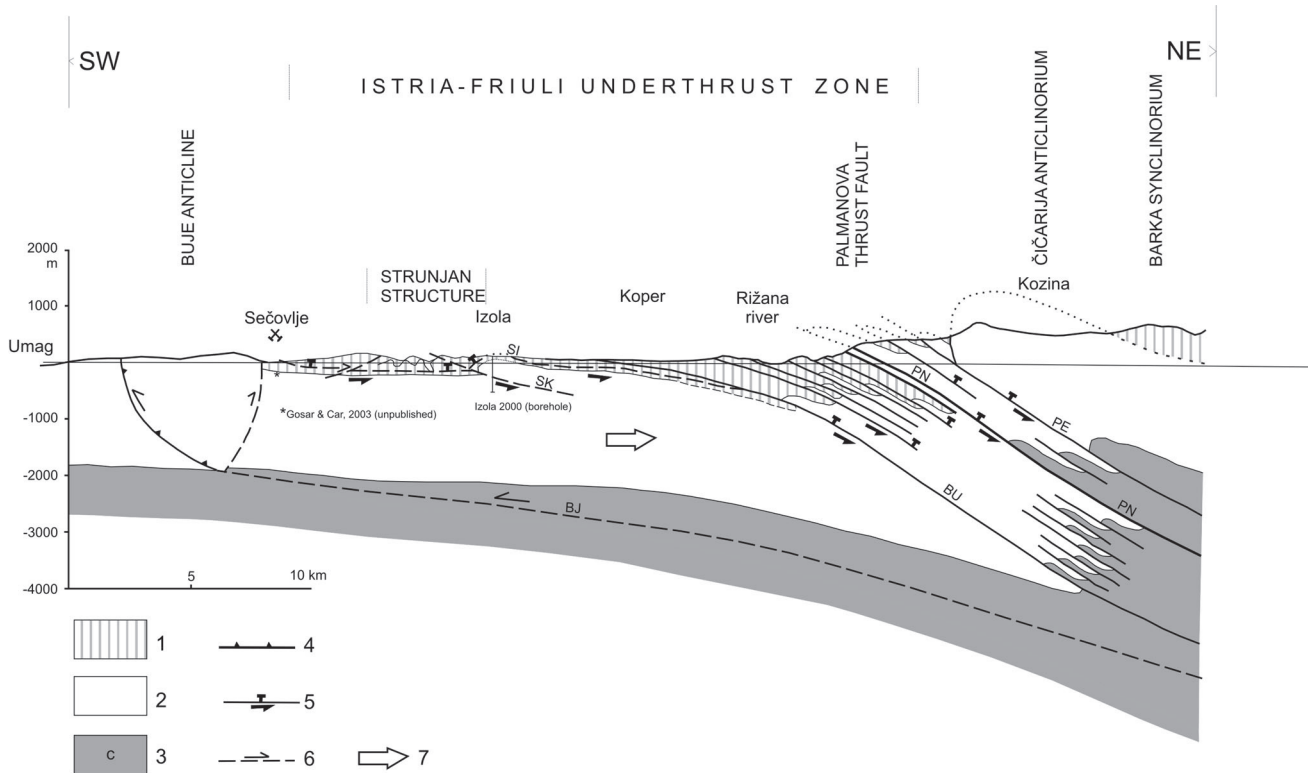 SW
NE
ISTRIA-FRIULI UNDERTHRUST ZONE
BUJE ANTICLINE
PALMANOVA
THRUST FAULT
ČIČARIJA ANTICLINORIUM
BARKA SYNCLINORIUM
2000
m
1000
Umag
-1000
-2000
-3000
-4000
STRUNJAN
STRUCTURE
Sečovlje
Izola
Koper
Rižana
river
Kozina
SI
SK
PN
PE
*Gosar & Car, 2003 (unpublished)
Izola 2000 (borehole)
BU
PN
BJ
5
10 km
1
4
2
5
c
3
6
7